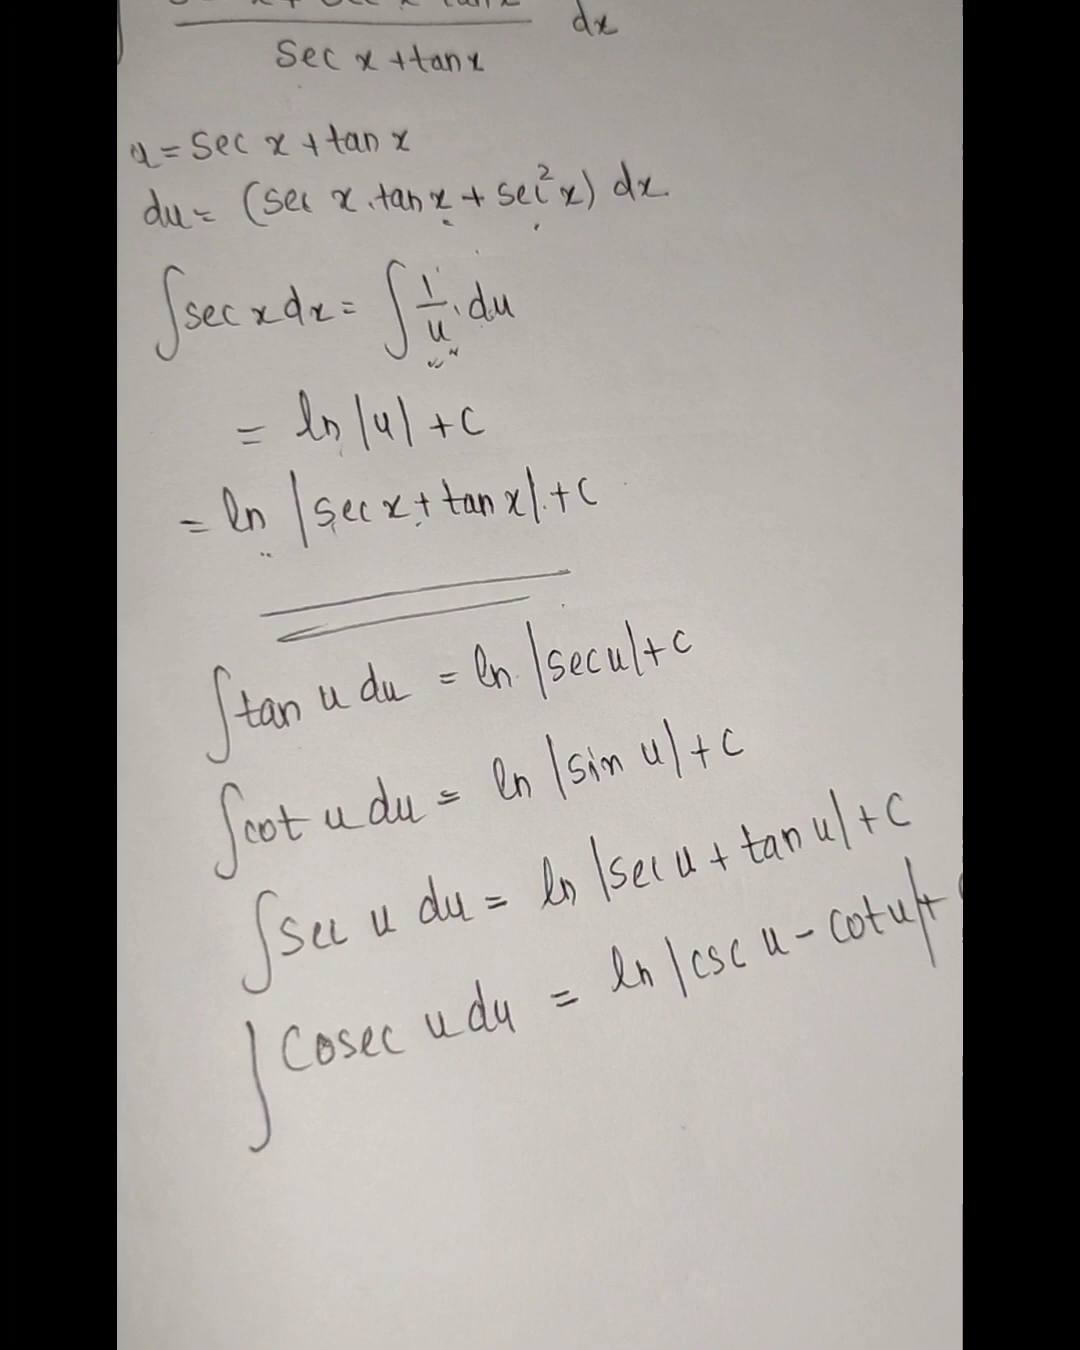 dx
sec x + tan x
u = sec x + tan x
du = (sec x . tan x + sec² x) dx
∫ sec x dx = ∫ 1/u . du
= ln |u| + c
= ln |sec x + tan x| + c
∫ tan u du = ln |sec u| + c
∫ cot u du = ln |sin u| + c
∫ sec u du = ln |sec u + tan u| + c
∫ cosec u du = ln |csc u - cot u| +